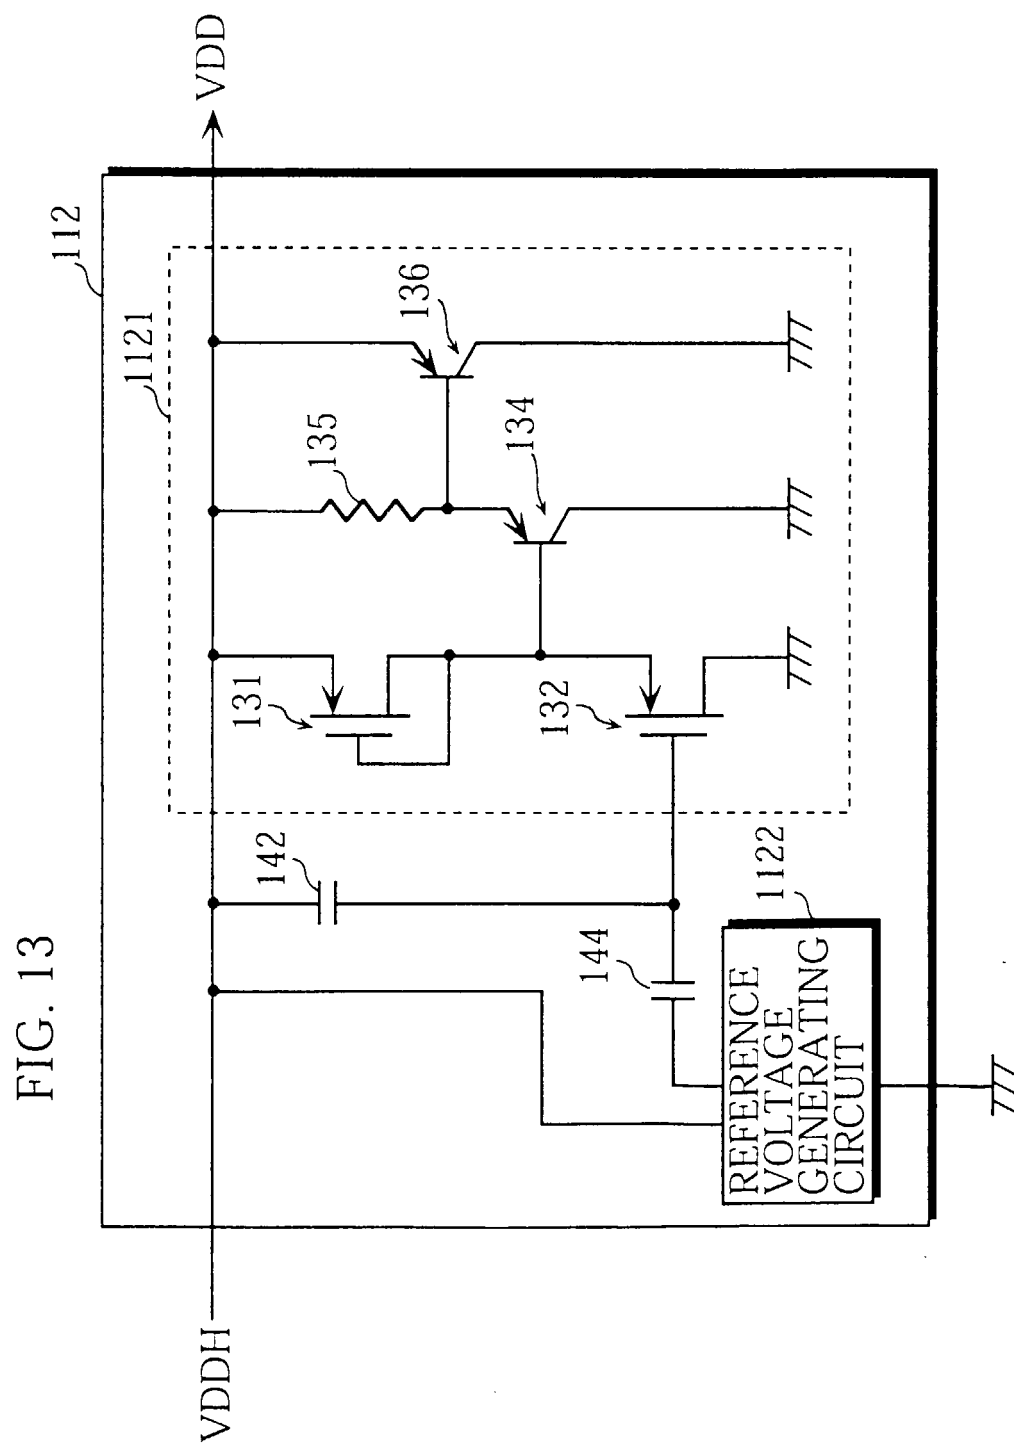 FIG. 13
VDDH
VDD
112
1121
142
131
135
136
144
132
134
1122
REFERENCE
VOLTAGE
GENERATING
CIRCUIT